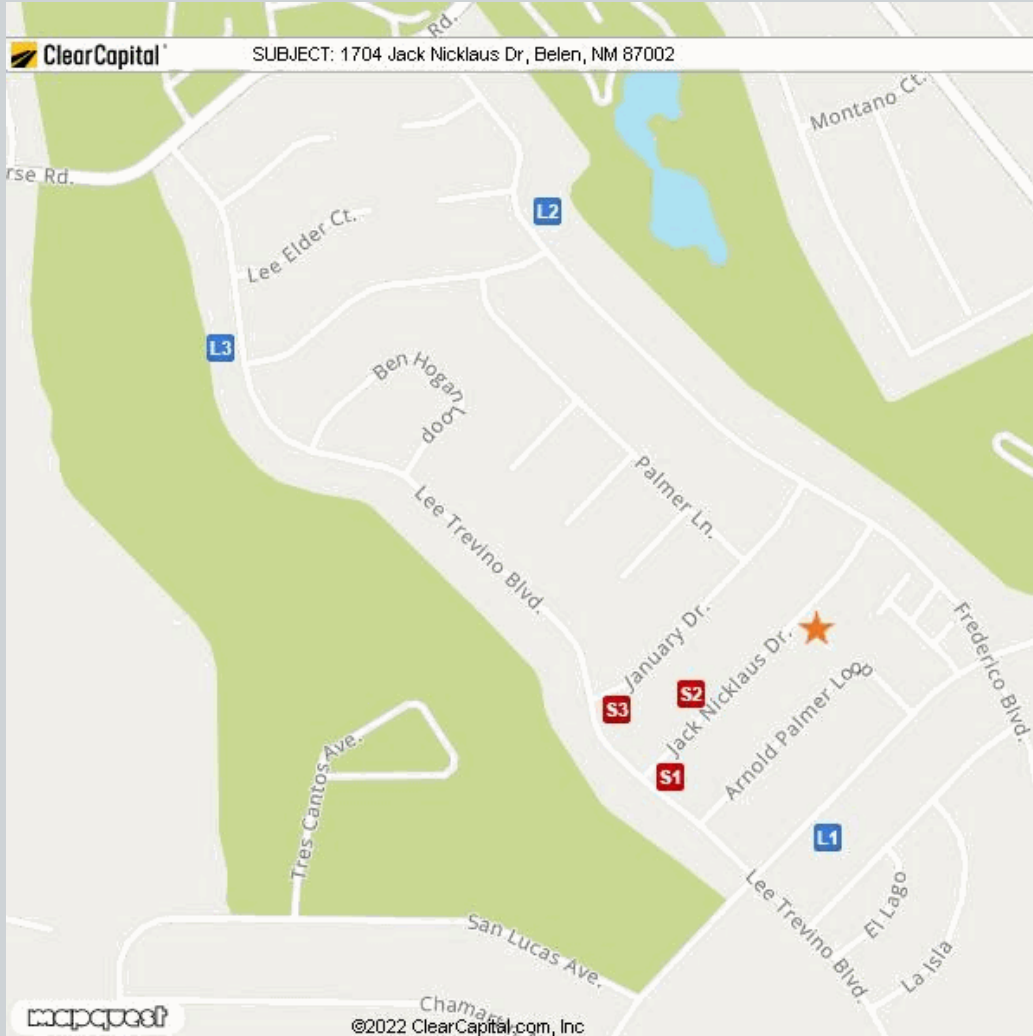 Rd.
ClearCapital®
SUBJECT: 1704 Jack Nicklaus Dr, Belen, NM 87002
Montano Ct.
rse Rd.
L2
Lee Elder Ct.
L3
Ben Hogan Loop
Palmer Ln.
Lee Trevino Blvd.
January Dr.
Jack Nicklaus Dr.
Frederico Blvd.
S2
S3
Arnold Palmer Loop
S1
Tres Cantos Ave.
L1
Lee Trevino Blvd.
El Lago
La Isla
San Lucas Ave.
Chamart
mapquest
©2022 ClearCapital.com, Inc